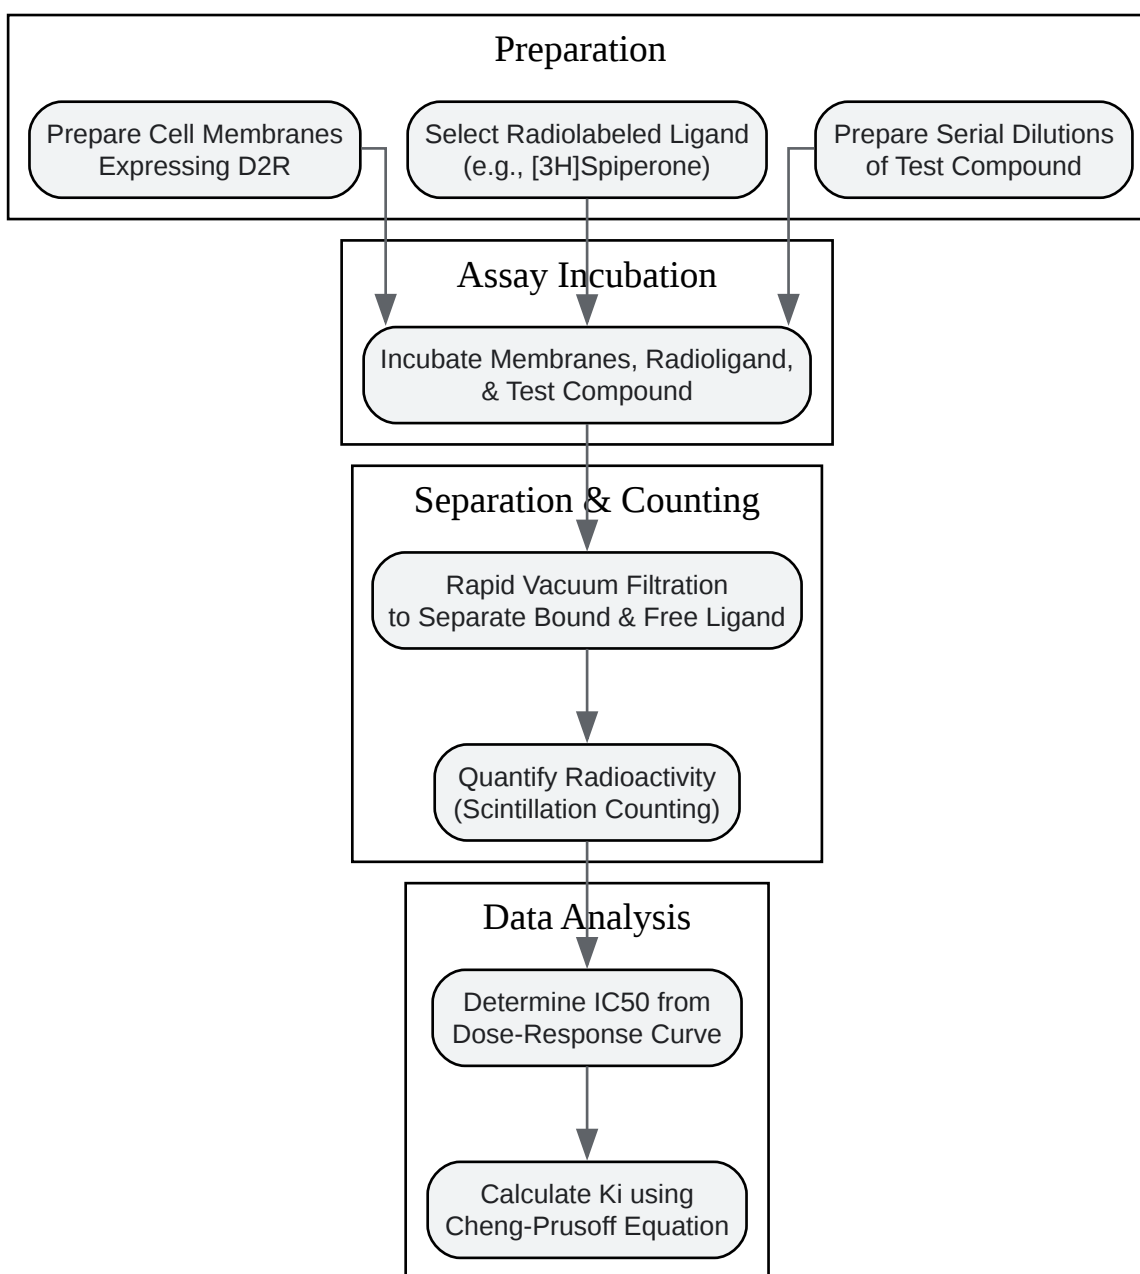 Preparation
Prepare Cell Membranes
Expressing D2R
Select Radiolabeled Ligand
(e.g., [3H]Spiperone)
Prepare Serial Dilutions
of Test Compound
Assay Incubation
Incubate Membranes, Radioligand,
& Test Compound
Separation & Counting
Rapid Vacuum Filtration
to Separate Bound & Free Ligand
Quantify Radioactivity
(Scintillation Counting)
Data Analysis
Determine IC50 from
Dose-Response Curve
Calculate Ki using
Cheng-Prusoff Equation